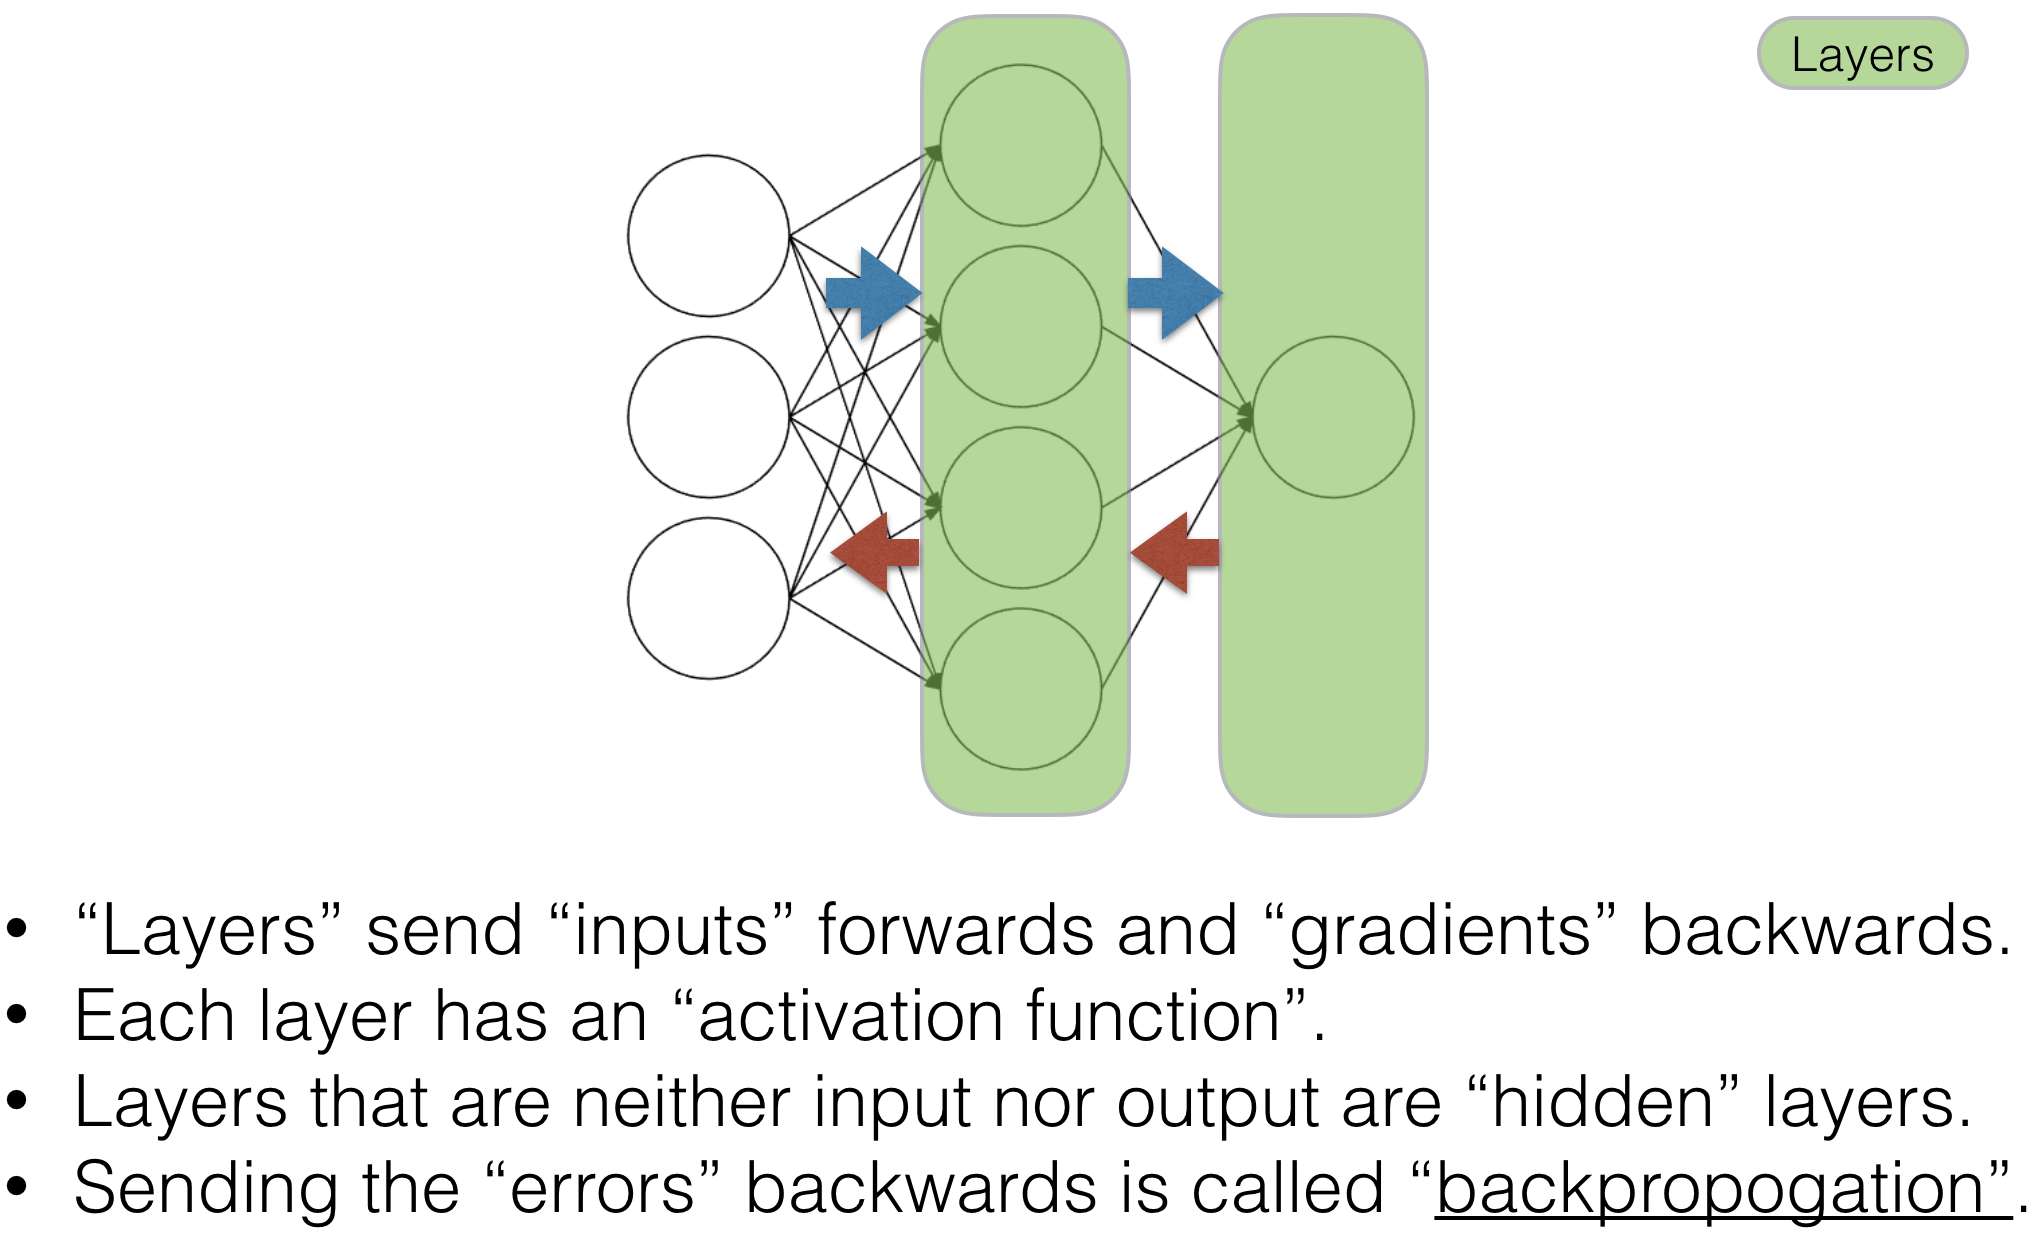 Layers
• “Layers” send “inputs” forwards and “gradients” backwards.
• Each layer has an “activation function”.
• Layers that are neither input nor output are “hidden” layers.
• Sending the “errors” backwards is called “backpropogation”.